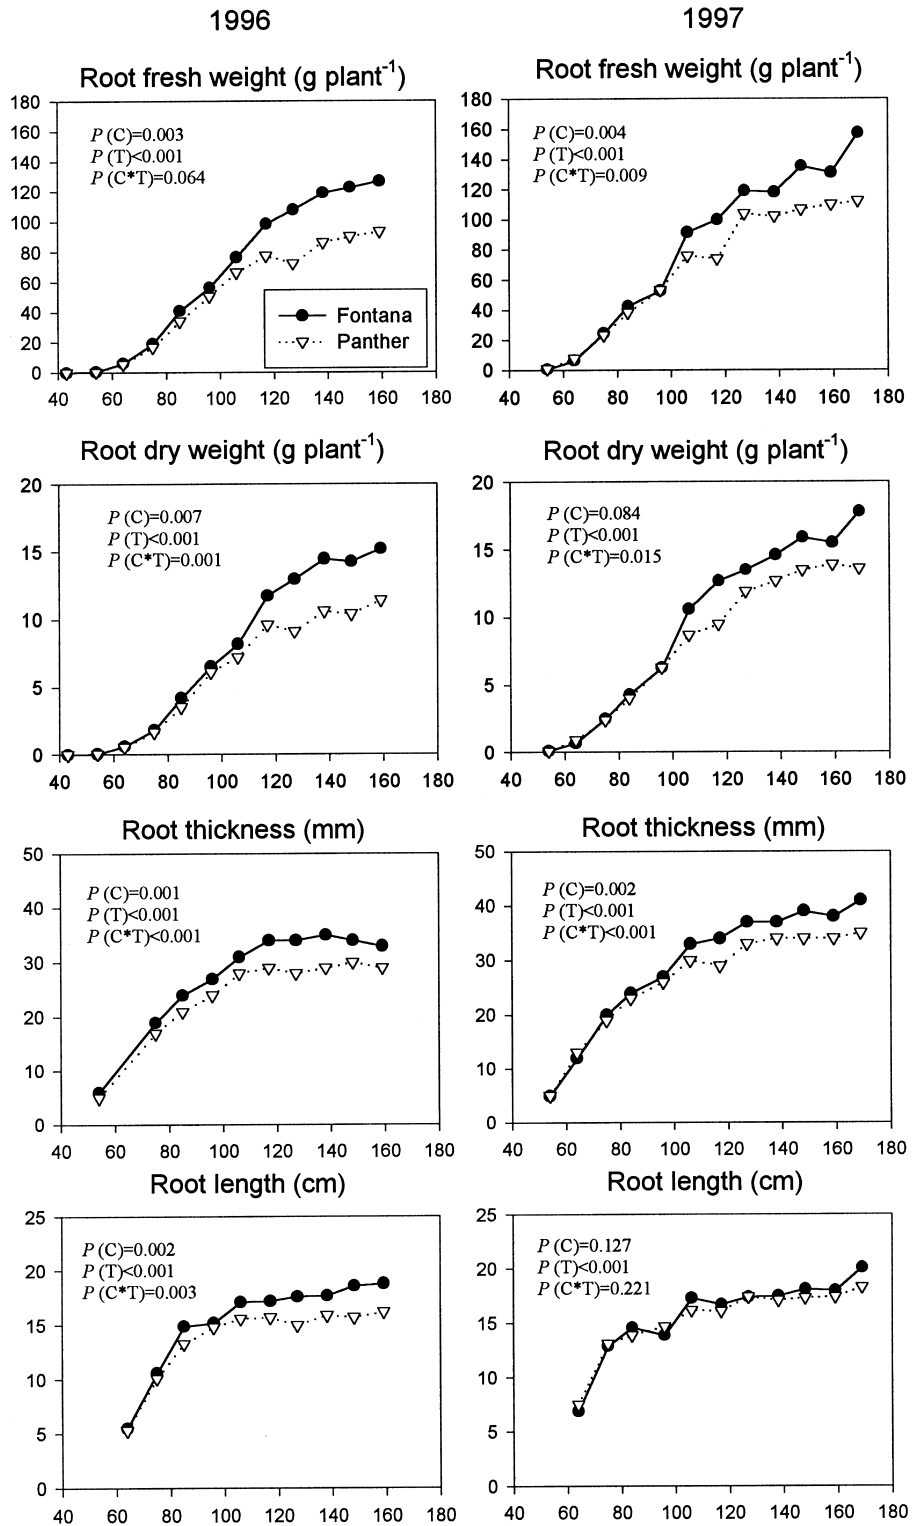 1996
1997
Root fresh weight (g plant⁻¹)
Root fresh weight (g plant⁻¹)
180
160
140
120
100
80
60
40
20
0
P (C)=0.003
P (T)<0.001
P (C*T)=0.064
Fontana
Panther
40 60 80 100 120 140 160 180
180
160
140
120
100
80
60
40
20
0
P (C)=0.004
P (T)<0.001
P (C*T)=0.009
40 60 80 100 120 140 160 180
Root dry weight (g plant⁻¹)
Root dry weight (g plant⁻¹)
20
15
10
5
0
P (C)=0.007
P (T)<0.001
P (C*T)=0.001
40 60 80 100 120 140 160 180
20
15
10
5
0
P (C)=0.084
P (T)<0.001
P (C*T)=0.015
40 60 80 100 120 140 160 180
Root thickness (mm)
Root thickness (mm)
50
40
30
20
10
0
P (C)=0.001
P (T)<0.001
P (C*T)<0.001
40 60 80 100 120 140 160 180
50
40
30
20
10
0
P (C)=0.002
P (T)<0.001
P (C*T)<0.001
40 60 80 100 120 140 160 180
Root length (cm)
Root length (cm)
25
20
15
10
5
0
P (C)=0.002
P (T)<0.001
P (C*T)=0.003
40 60 80 100 120 140 160 180
25
20
15
10
5
0
P (C)=0.127
P (T)<0.001
P (C*T)=0.221
40 60 80 100 120 140 160 180